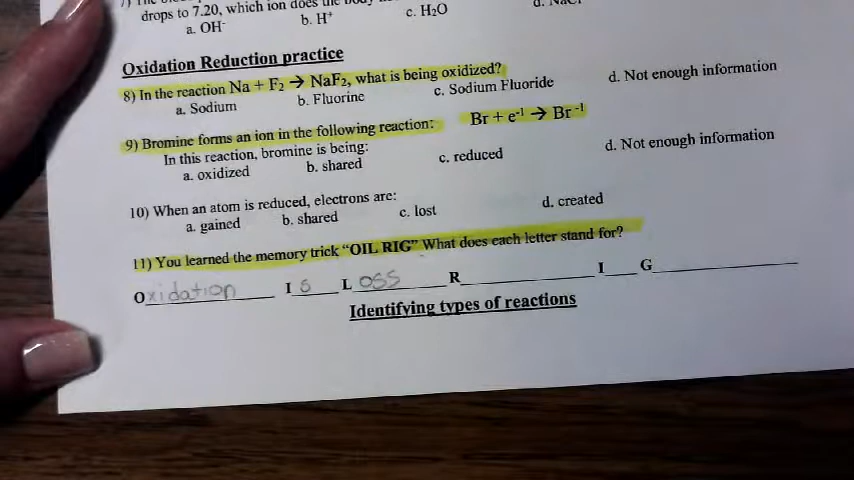 drops to 7.20, which ion does the body
a. OH⁻ b. H⁺ c. H₂O d. NaCl
Oxidation Reduction practice
8) In the reaction Na + F₂ → NaF₂, what is being oxidized?
a. Sodium b. Fluorine c. Sodium Fluoride d. Not enough information
9) Bromine forms an ion in the following reaction: Br + e⁻¹ → Br⁻¹
In this reaction, bromine is being:
a. oxidized b. shared c. reduced d. Not enough information
10) When an atom is reduced, electrons are:
a. gained b. shared c. lost d. created
11) You learned the memory trick “OIL RIG” What does each letter stand for?
Oxidation Is Loss R I G
Identifying types of reactions